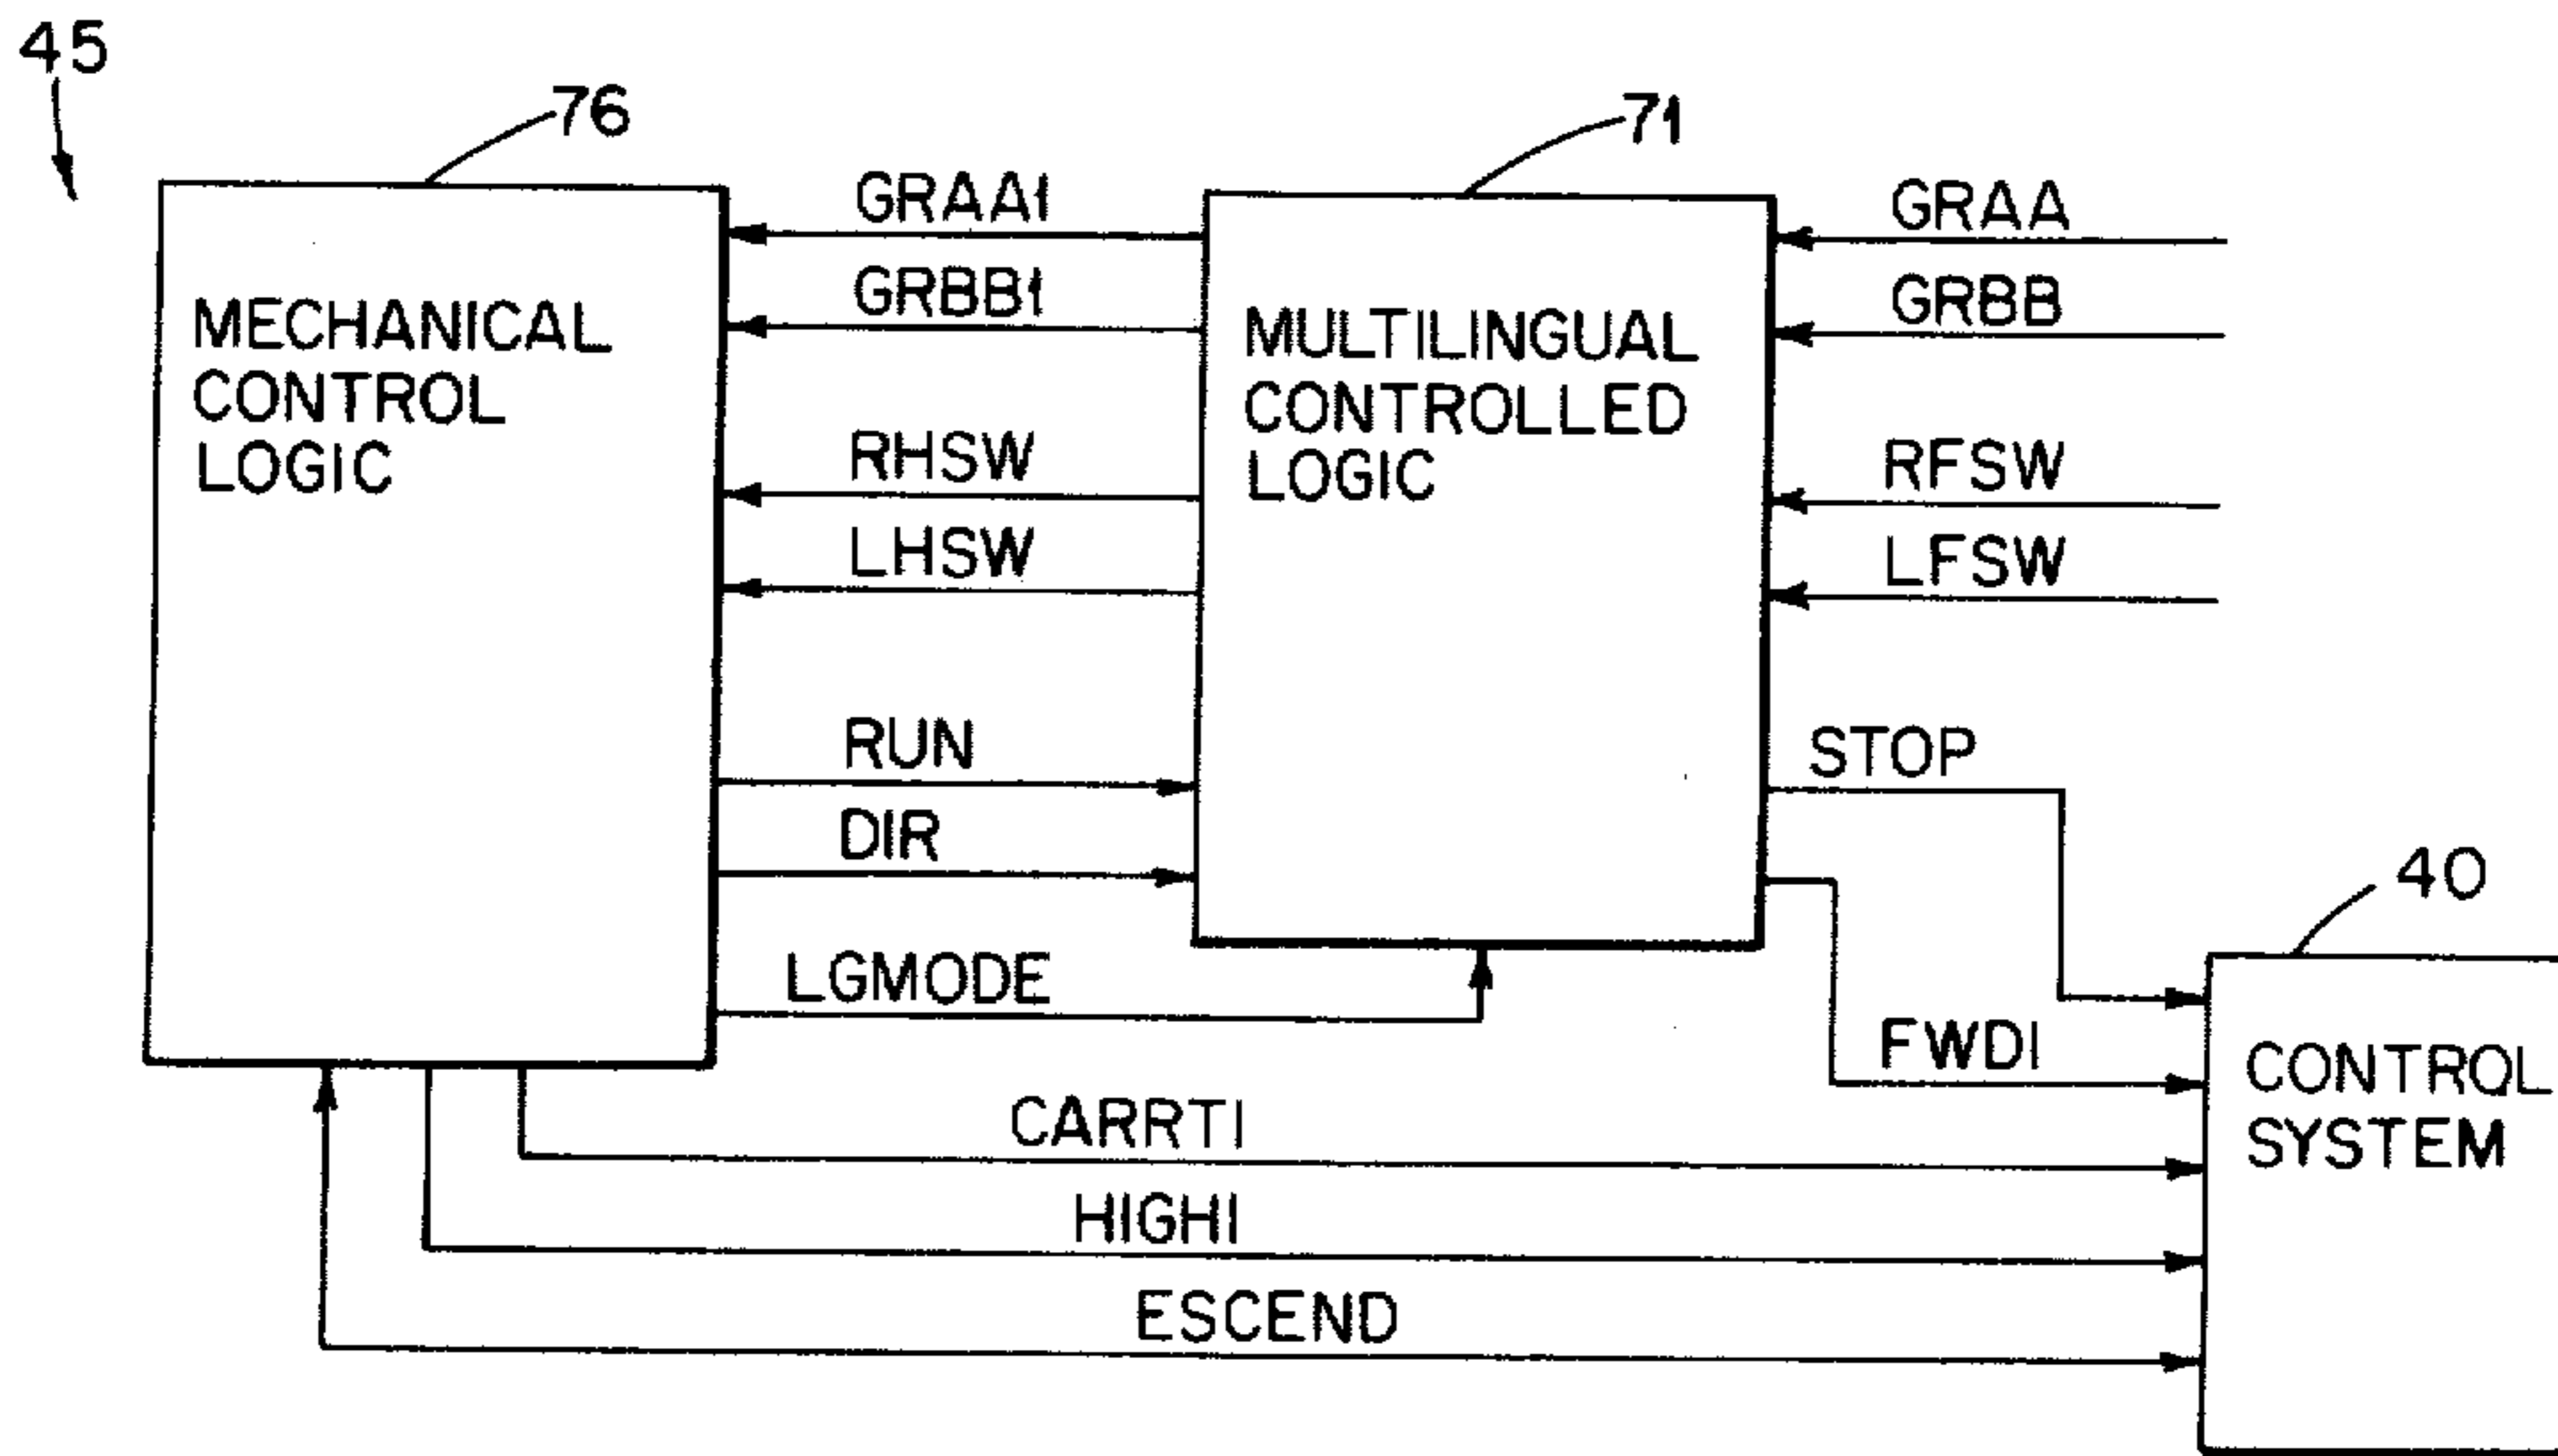 45
76
71
GRAA1
GRAA
GRBB1
GRBB
MECHANICAL
CONTROL
LOGIC
MULTILINGUAL
CONTROLLED
LOGIC
RHSW
RFSW
LHSW
LFSW
RUN
STOP
DIR
40
LGMODE
FWDI
CONTROL
SYSTEM
CARRTI
HIGHI
ESCEND